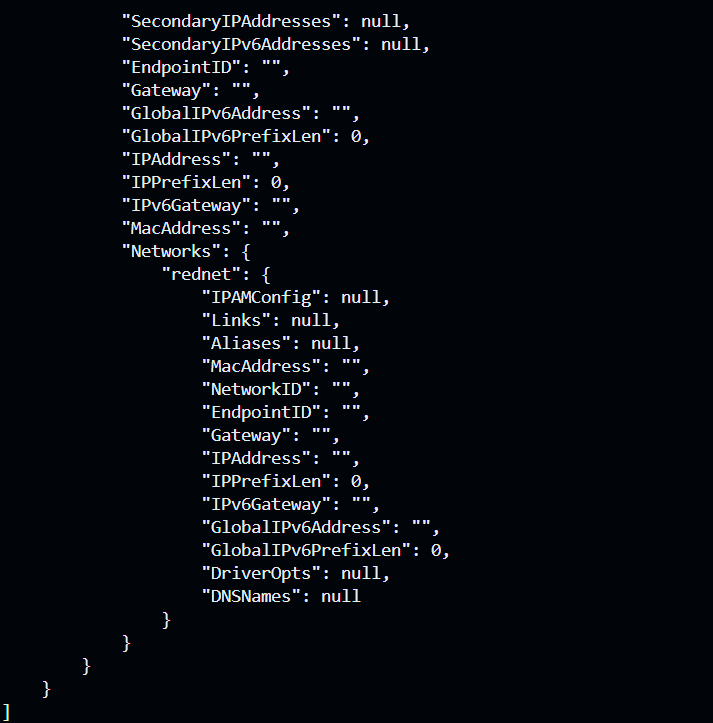 "SecondaryIPAddresses": null,
"SecondaryIPv6Addresses": null,
"EndpointID": "",
"Gateway": "",
"GlobalIPv6Address": "",
"GlobalIPv6PrefixLen": 0,
"IPAddress": "",
"IPPrefixLen": 0,
"IPv6Gateway": "",
"MacAddress": "",
"Networks": {
"rednet": {
"IPAMConfig": null,
"Links": null,
"Aliases": null,
"MacAddress": "",
"NetworkID": "",
"EndpointID": "",
"Gateway": "",
"IPAddress": "",
"IPPrefixLen": 0,
"IPv6Gateway": "",
"GlobalIPv6Address": "",
"GlobalIPv6PrefixLen": 0,
"DriverOpts": null,
"DNSNames": null
}
}
}
}
]